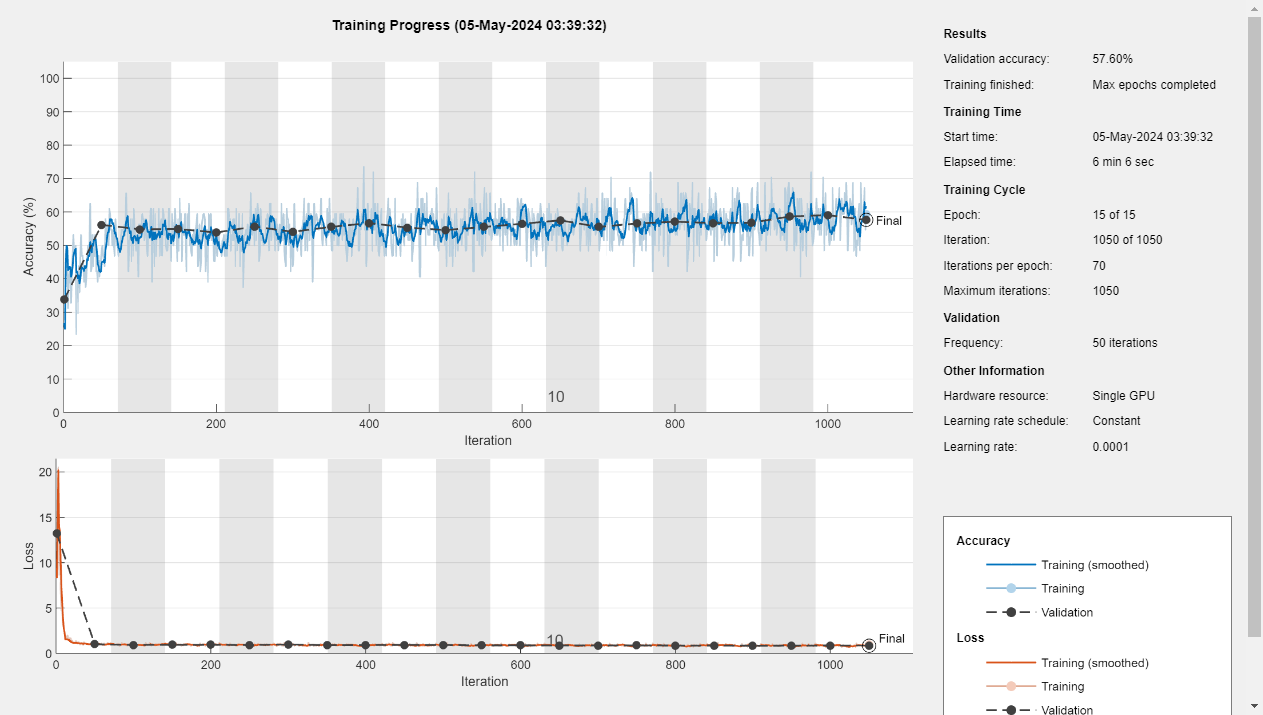 Training Progress (05-May-2024 03:39:32)
100
90
80
70
60
50
40
30
20
10
0
Accuracy (%)
Final
10
0 200 400 600 800 1000
Iteration
20
15
10
5
0
Loss
Final
10
0 200 400 600 800 1000
Iteration
Results
Validation accuracy: 57.60%
Training finished: Max epochs completed
Training Time
Start time: 05-May-2024 03:39:32
Elapsed time: 6 min 6 sec
Training Cycle
Epoch: 15 of 15
Iteration: 1050 of 1050
Iterations per epoch: 70
Maximum iterations: 1050
Validation
Frequency: 50 iterations
Other Information
Hardware resource: Single GPU
Learning rate schedule: Constant
Learning rate: 0.0001
Accuracy
Training (smoothed)
Training
Validation
Loss
Training (smoothed)
Training
Validation